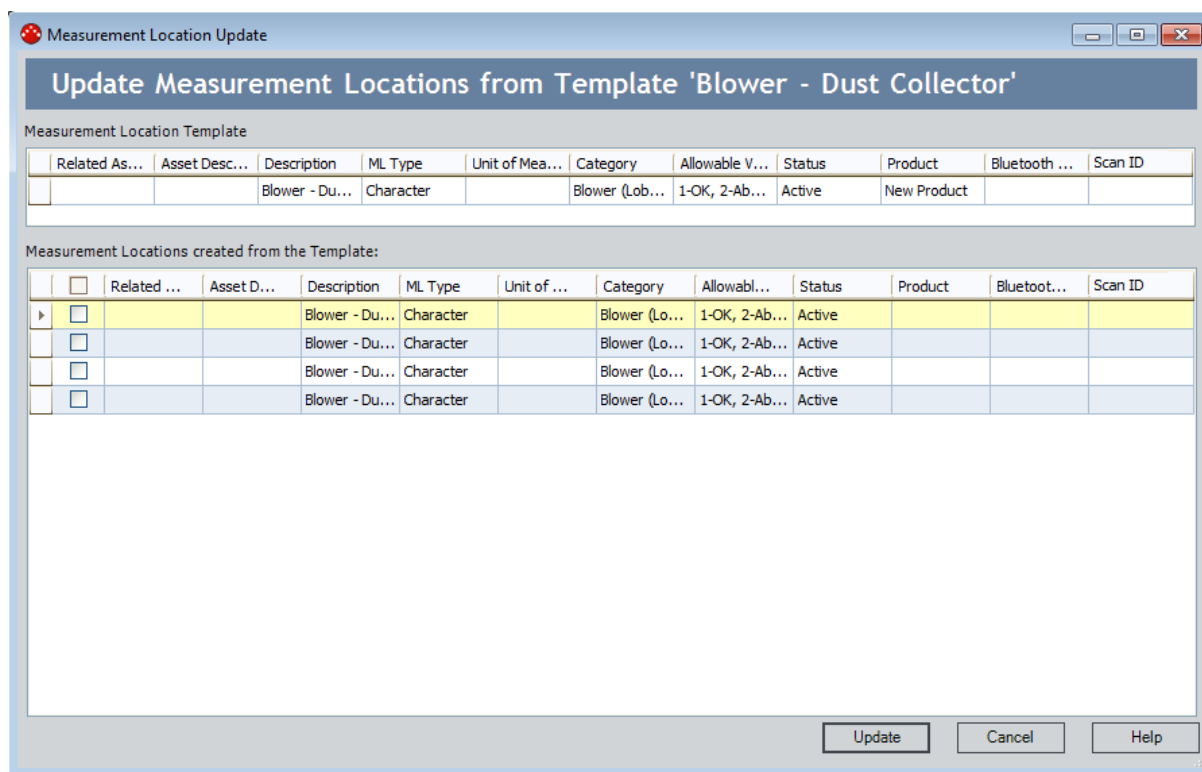 Measurement Location Update
Update Measurement Locations from Template 'Blower - Dust Collector'
Measurement Location Template
Related As... Asset Desc... Description ML Type Unit of Mea... Category Allowable V... Status Product Bluetooth ... Scan ID
Blower - Du... Character Blower (Lob... 1-OK, 2-Ab... Active New Product
Measurement Locations created from the Template:
Related ... Asset D... Description ML Type Unit of ... Category Allowabl... Status Product Bluetoot... Scan ID
Blower - Du... Character Blower (Lo... 1-OK, 2-Ab... Active
Blower - Du... Character Blower (Lo... 1-OK, 2-Ab... Active
Blower - Du... Character Blower (Lo... 1-OK, 2-Ab... Active
Blower - Du... Character Blower (Lo... 1-OK, 2-Ab... Active
Update Cancel Help